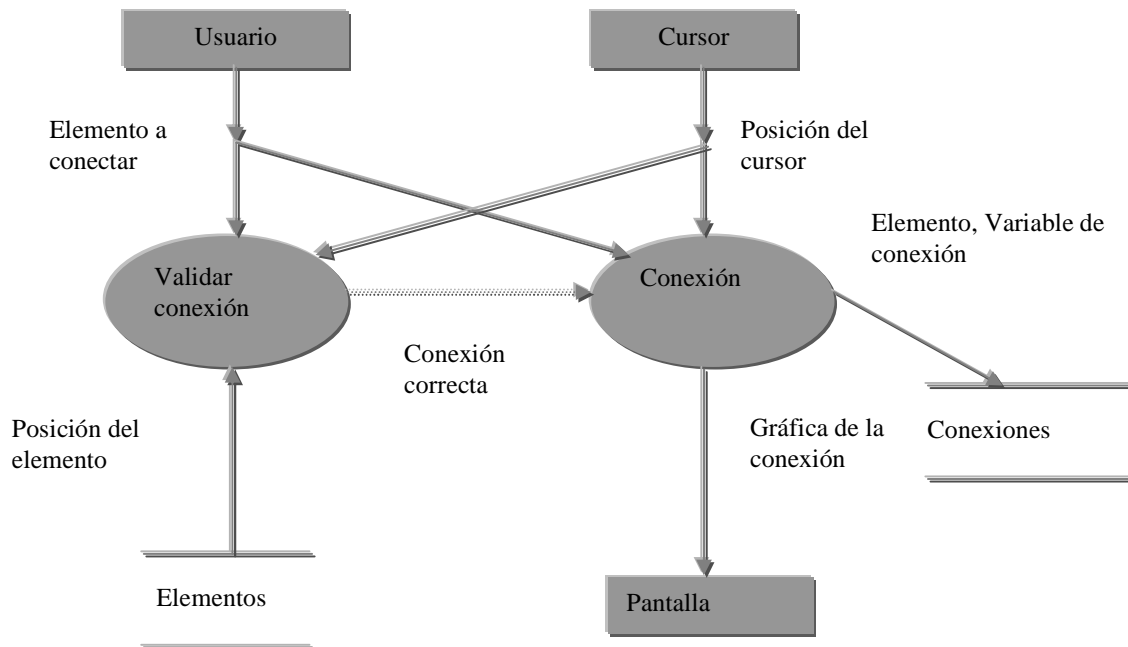 Usuario
Cursor
Elemento a
conectar
Posición del
cursor
Elemento, Variable de
conexión
Validar
conexión
Conexión
Conexión
correcta
Posición del
elemento
Gráfica de la
conexión
Conexiones
Elementos
Pantalla